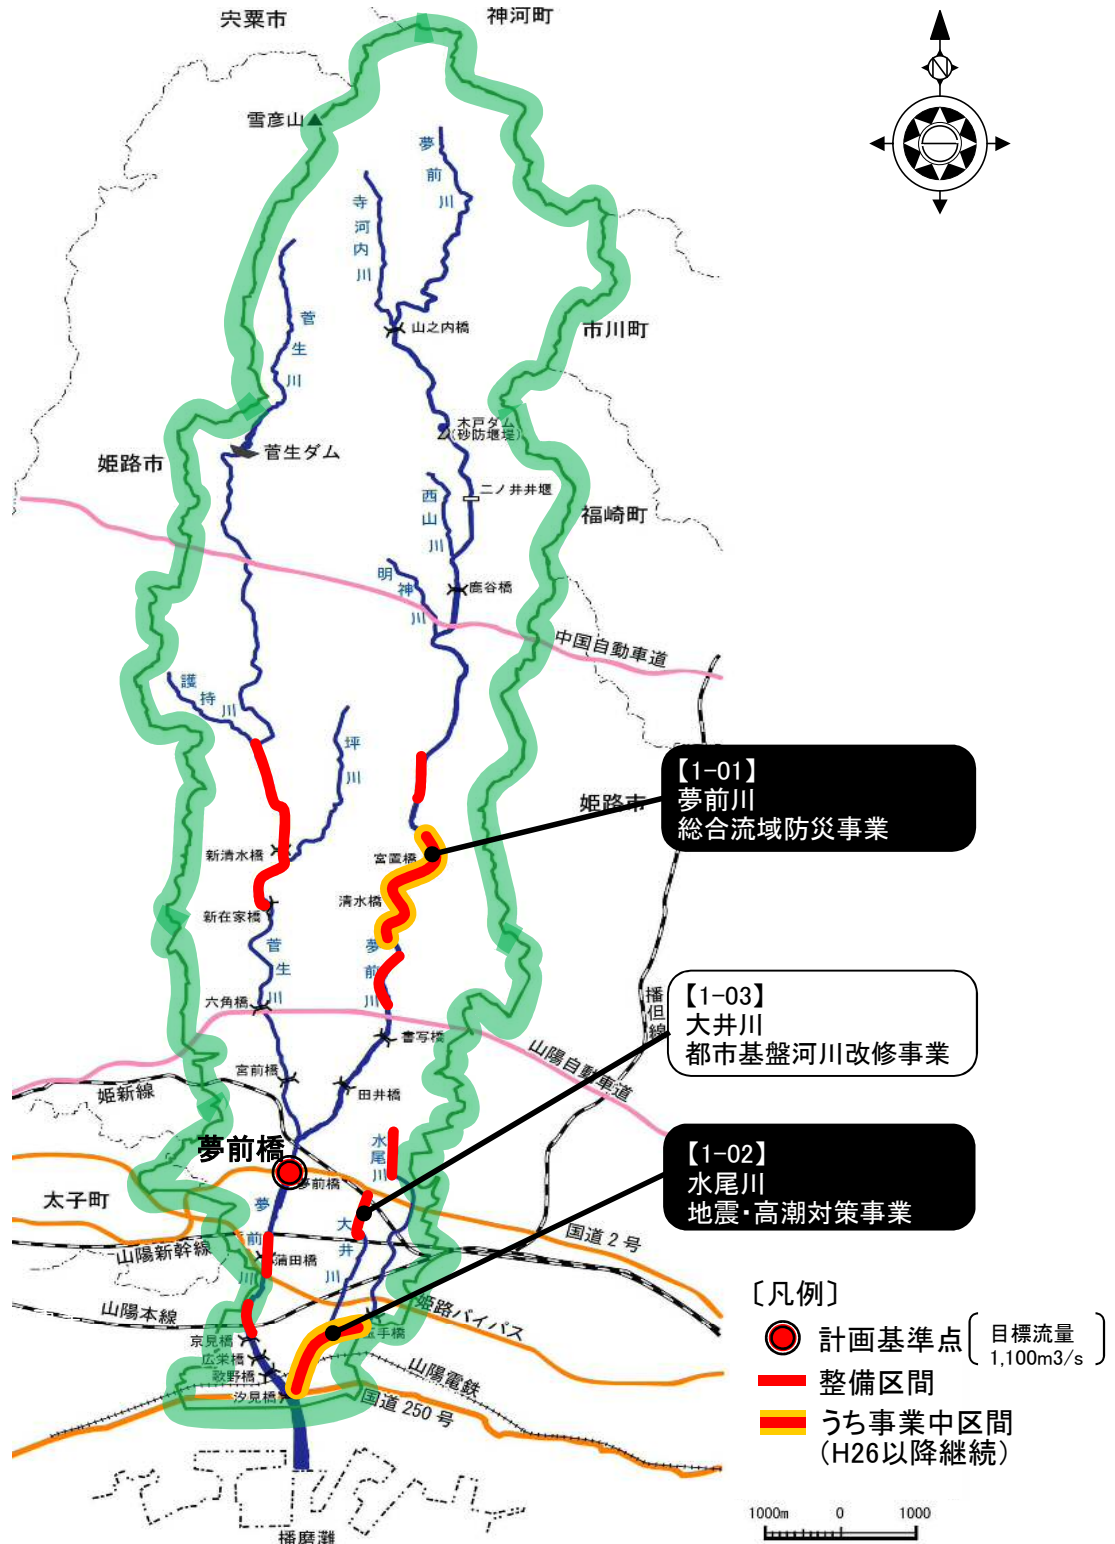 宍粟市
神河町
N
雪彦山
夢前川
寺河内川
菅生川
山之内橋
市川町
木戸ダム
(砂防堰堤)
菅生ダム
姫路市
二ノ井井堰
西山川
福崎町
明神川
鹿谷橋
中国自動車道
護持川
坪川
【1-01】
夢前川
総合流域防災事業
姫路市
新清水橋
宮置橋
清水橋
新在家橋
菅生川
夢前川
【1-03】
大井川
都市基盤河川改修事業
播但線
六角橋
書写橋
山陽自動車道
宮前橋
田井橋
姫新線
水尾川
夢前橋
夢前橋
【1-02】
水尾川
地震・高潮対策事業
太子町
夢前川
大井川
国道2号
山陽新幹線
蒲田橋
山陽本線
姫路バイパス
京見橋
玉手橋
広栄橋
歌野橋
山陽電鉄
汐見橋
国道250号
播磨灘
〔凡例〕
計画基準点
目標流量
1,100m3/s
整備区間
うち事業中区間
(H26以降継続)
1000m 0 1000